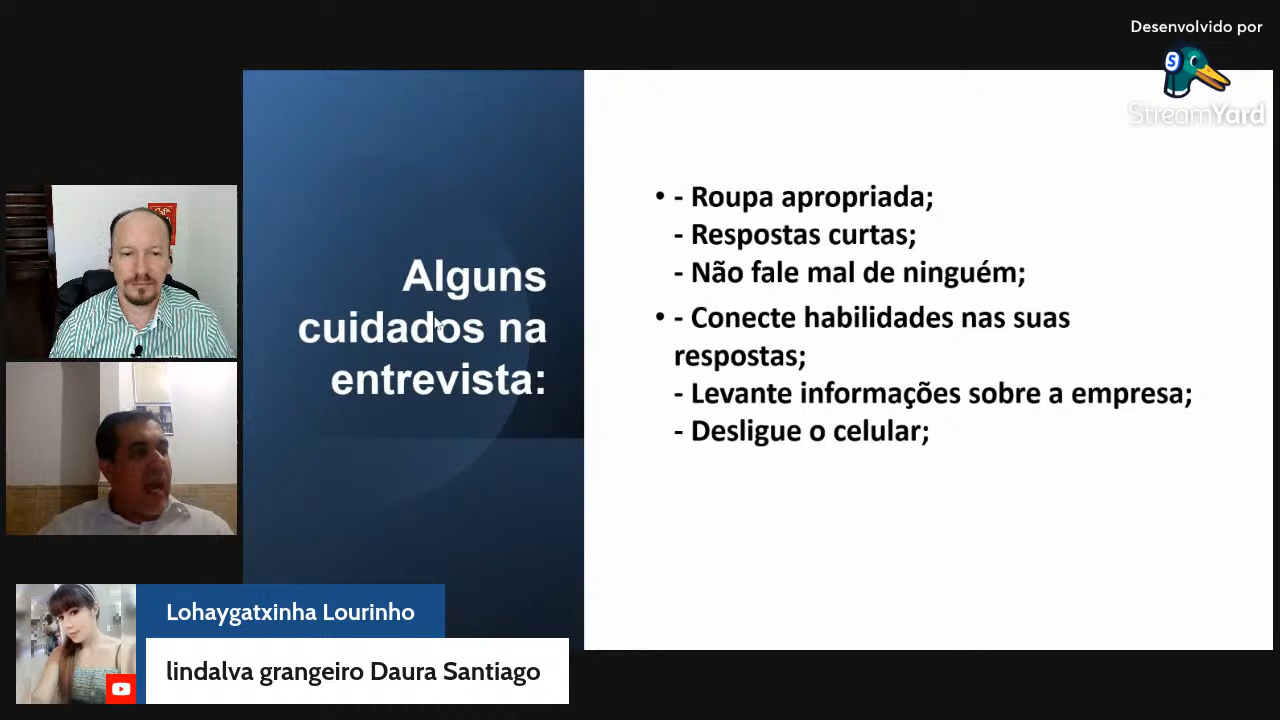 Desenvolvido por
StreamYard
Alguns
cuidados na
entrevista:
• - Roupa apropriada;
- Respostas curtas;
- Não fale mal de ninguém;
• - Conecte habilidades nas suas
respostas;
- Levante informações sobre a empresa;
- Desligue o celular;
Lohaygatxinha Lourinho
lindalva grangeiro Daura Santiago